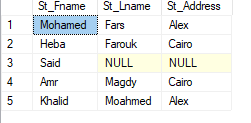 St_Fname St_Lname St_Address
1 Mohamed Fars Alex
2 Heba Farouk Cairo
3 Said NULL NULL
4 Amr Magdy Cairo
5 Khalid Moahmed Alex